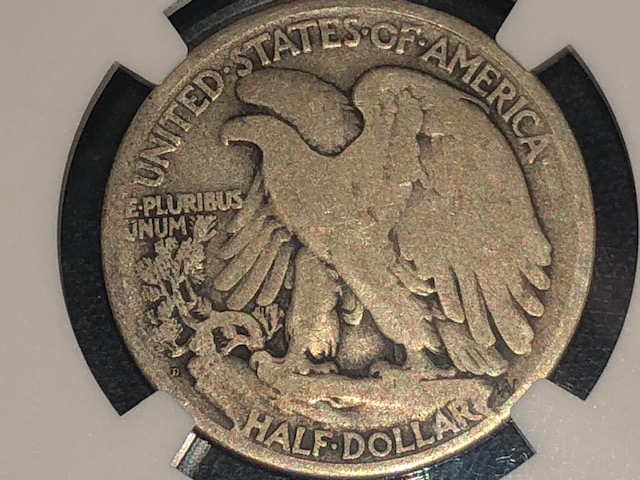 UNITED·STATES·OF·AMERICA
E·PLURIBUS
UNUM
D
HALF·DOLLAR